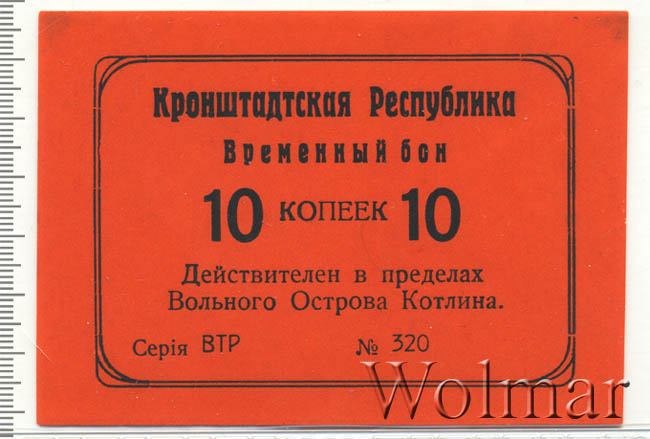 Кронштадтская Республика
Временный бон
10 КОПЕЕК 10
Действителен в пределах
Вольного Острова Котлина.
Серія ВТР № 320
Wolmar